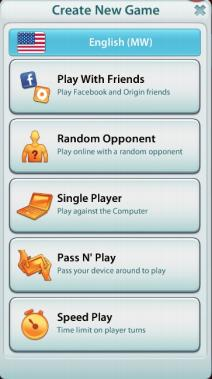 Create New Game
English (MW)
Play With Friends
Play Facebook and Origin friends
Random Opponent
Play online with a random opponent
Single Player
Play against the Computer
Pass N' Play
Pass your device around to play
Speed Play
Time limit on player turns